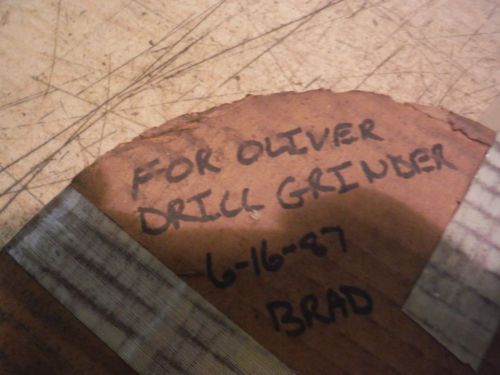 FOR OLIVER
DRILL GRINDER
6-16-87
BRAD